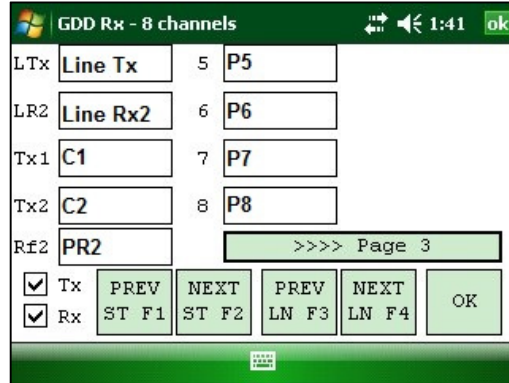 GDD Rx - 8 channels 1:41 ok
LTx Line Tx 5 P5
LR2 Line Rx2 6 P6
Tx1 C1 7 P7
Tx2 C2 8 P8
Rf2 PR2 >>>> Page 3
Tx
Rx
PREV ST F1
NEXT ST F2
PREV LN F3
NEXT LN F4
OK